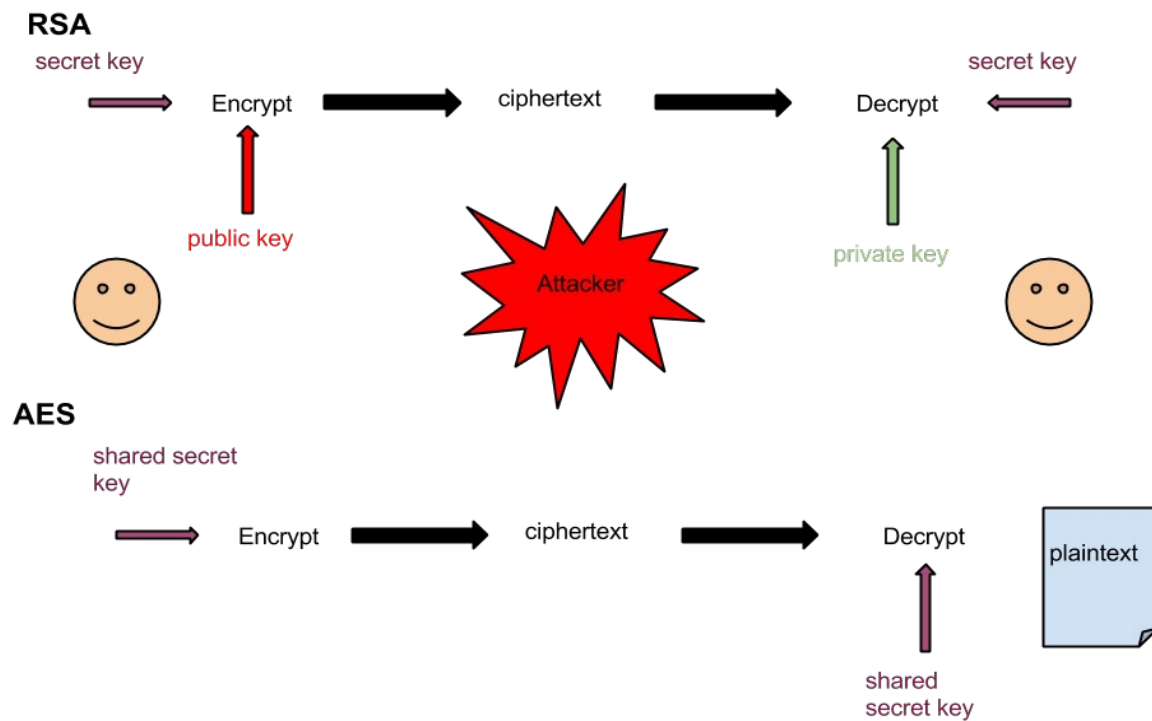 RSA
secret key
secret key
Encrypt
ciphertext
Decrypt
public key
Attacker
private key
AES
shared secret
key
Encrypt
ciphertext
Decrypt
plaintext
shared
secret key